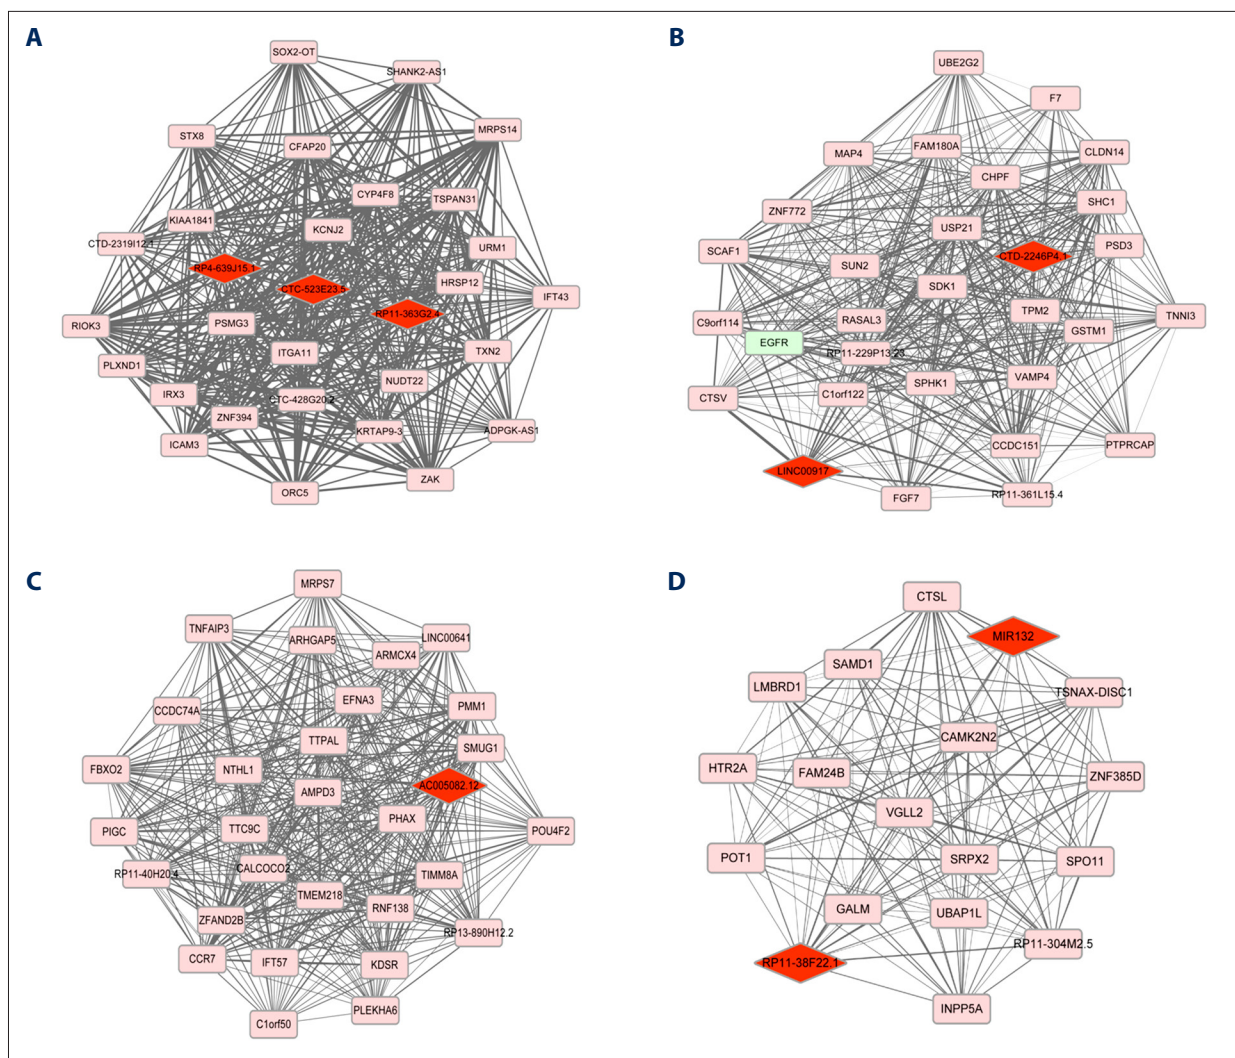 A
SOX2-OT
SHANK2-AS1
STX8
MRPS14
CFAP20
CYP4F8
TSPAN31
KIAA1841
KCNJ2
CTD-2319I12.1
URM1
RP4-639J15.1
HRSP12
CTC-523E23.5
IFT43
RP11-363G2.4
RIOK3
PSMG3
ITGA11
TXN2
PLXND1
NUDT22
IRX3
CTC-428G20.2
ZNF394
KRTAP9-3
ADPGK-AS1
ICAM3
ZAK
ORC5
B
UBE2G2
F7
FAM180A
MAP4
CLDN14
CHPF
SHC1
ZNF772
USP21
PSD3
SCAF1
CTD-2246P4.1
SUN2
SDK1
TPM2
TNNI3
C9orf114
RASAL3
GSTM1
EGFR
RP11-229P13.23
VAMP4
SPHK1
C1orf122
CTSV
CCDC151
PTPRCAP
LINC00917
RP11-361L15.4
FGF7
C
MRPS7
TNFAIP3
ARHGAP5
LINC00641
ARMCX4
EFNA3
PMM1
CCDC74A
TTPAL
SMUG1
FBXO2
NTHL1
AC005082.12
AMPD3
PHAX
PIGC
TTC9C
POU4F2
CALCOCO2
RP11-40H20.4
TIMM8A
TMEM218
RNF138
ZFAND2B
RP13-890H12.2
CCR7
IFT57
KDSR
PLEKHA6
C1orf50
D
CTSL
MIR132
SAMD1
LMBRD1
TSNAX-DISC1
CAMK2N2
HTR2A
FAM24B
ZNF385D
VGLL2
POT1
SRPX2
SPO11
GALM
UBAP1L
RP11-304M2.5
RP11-38F22.1
INPP5A